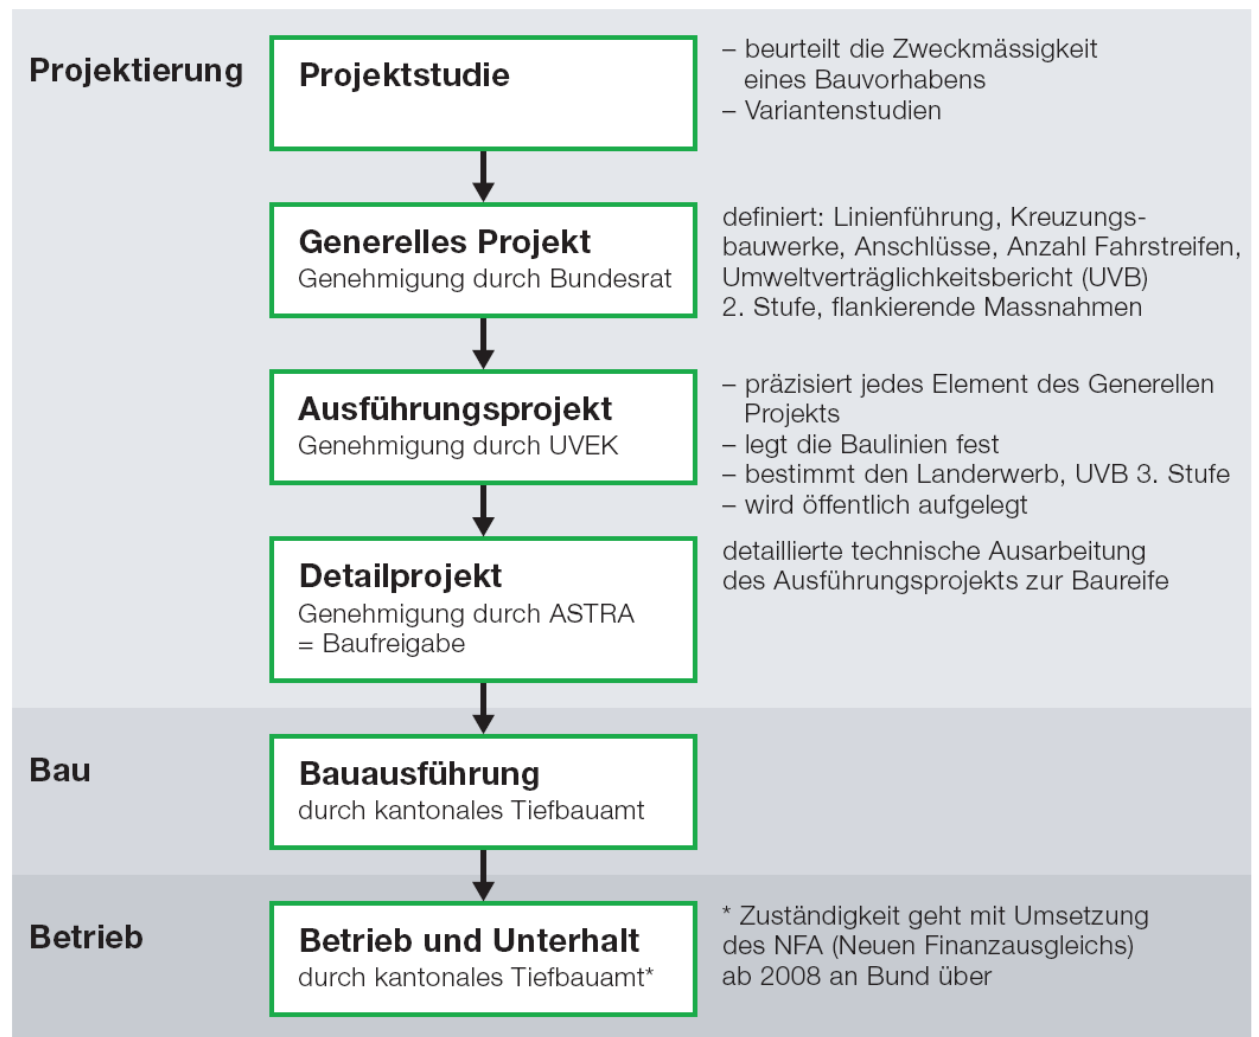 Projektierung
Projektstudie
– beurteilt die Zweckmässigkeit
eines Bauvorhabens
– Variantenstudien
Generelles Projekt
Genehmigung durch Bundesrat
definiert: Linienführung, Kreuzungs-
bauwerke, Anschlüsse, Anzahl Fahrstreifen,
Umweltverträglichkeitsbericht (UVB)
2. Stufe, flankierende Massnahmen
Ausführungsprojekt
Genehmigung durch UVEK
– präzisiert jedes Element des Generellen
Projekts
– legt die Baulinien fest
– bestimmt den Landerwerb, UVB 3. Stufe
– wird öffentlich aufgelegt
Detailprojekt
Genehmigung durch ASTRA
= Baufreigabe
detaillierte technische Ausarbeitung
des Ausführungsprojekts zur Baureife
Bau
Bauausführung
durch kantonales Tiefbauamt
Betrieb
Betrieb und Unterhalt
durch kantonales Tiefbauamt*
* Zuständigkeit geht mit Umsetzung
des NFA (Neuen Finanzausgleichs)
ab 2008 an Bund über